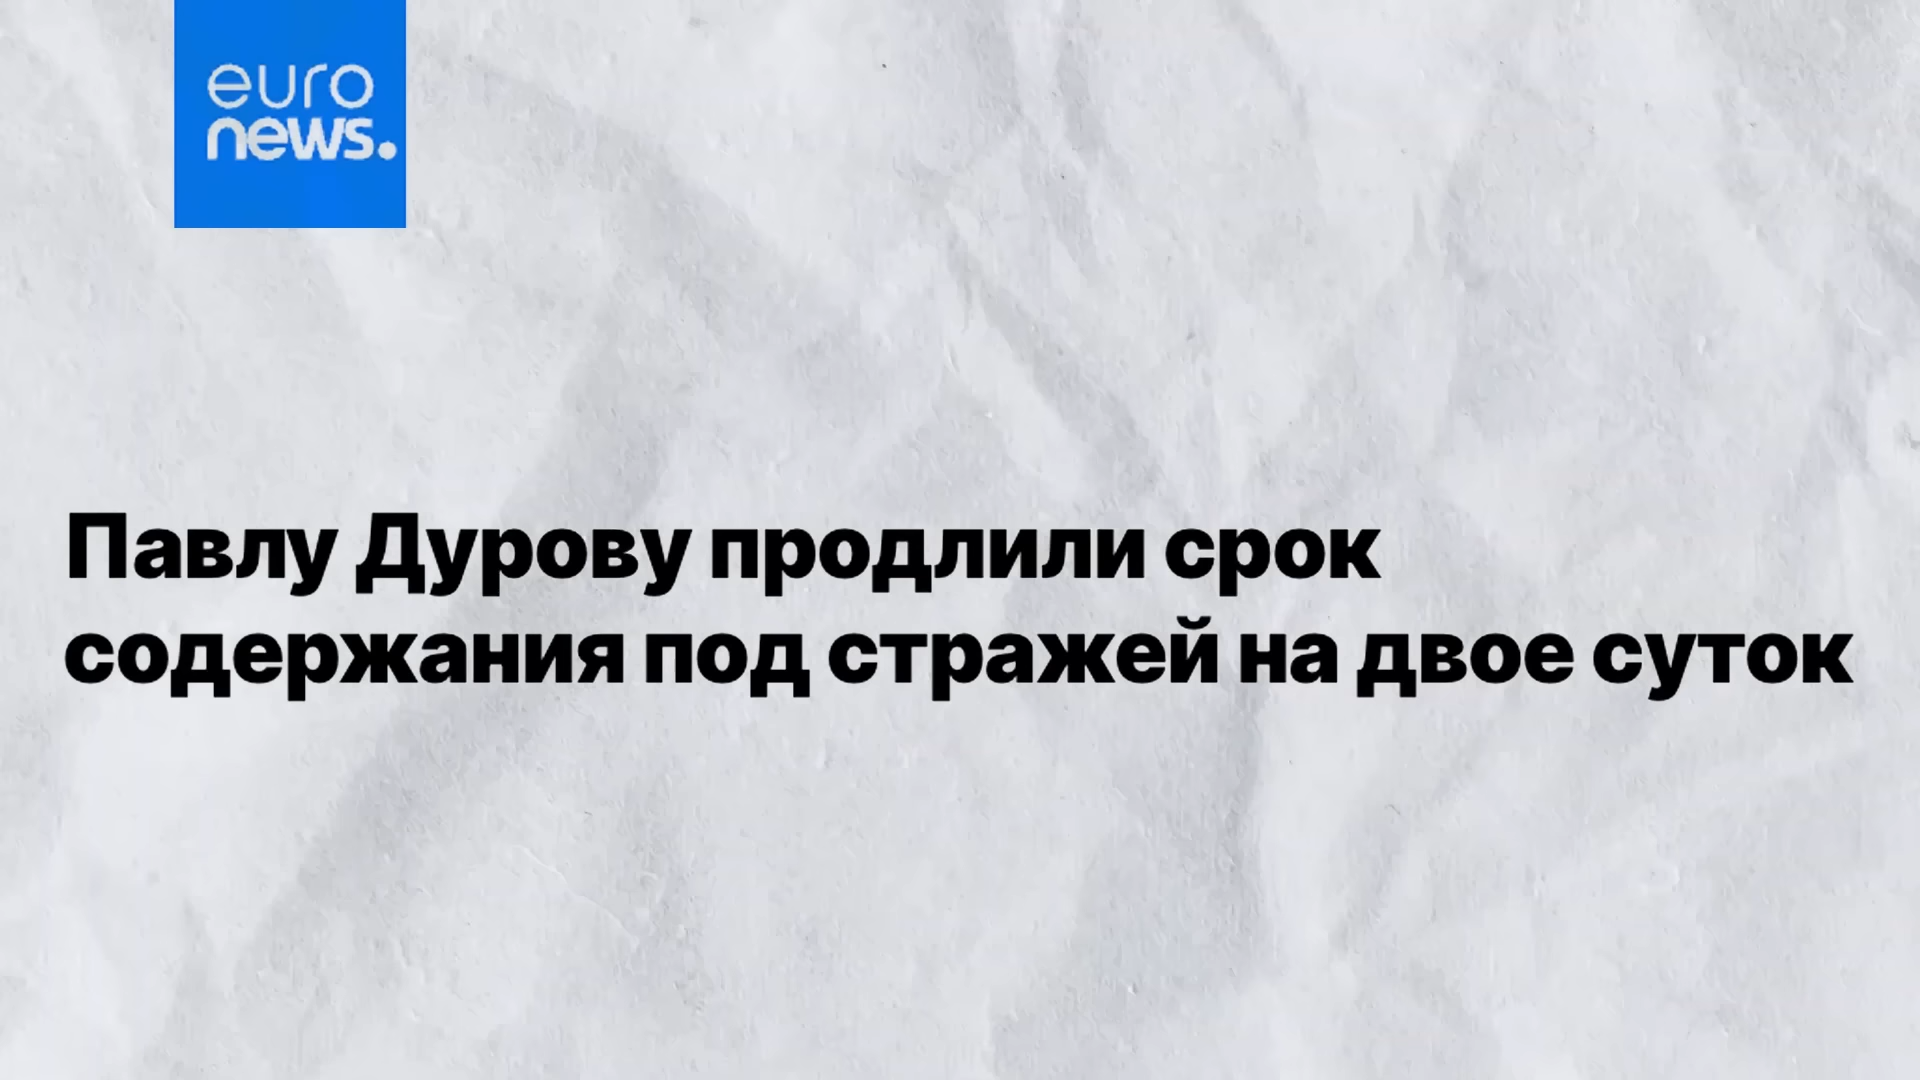 euro
news.
Павлу Дурову продлили срок
содержания под стражей на двое суток